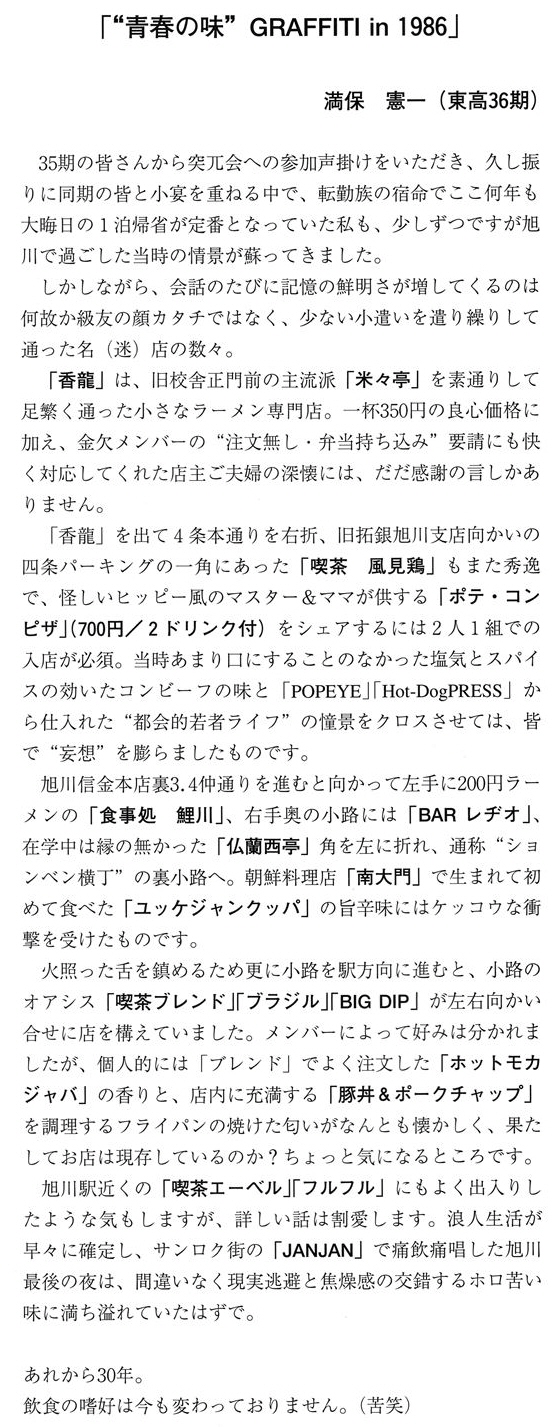 「“青春の味” GRAFFITI in 1986」
満保　憲一（東高36期）
35期の皆さんから突兀会への参加声掛けをいただき、久し振
りに同期の皆と小宴を重ねる中で、転勤族の宿命でここ何年も
大晦日の１泊帰省が定番となっていた私も、少しずつですが旭
川で過ごした当時の情景が蘇ってきました。
しかしながら、会話のたびに記憶の鮮明さが増してくるのは
何故か級友の顔カタチではなく、少ない小遣いを遣り繰りして
通った名（迷）店の数々。
「香龍」は、旧校舎正門前の主流派「米々亭」を素通りして
足繁く通った小さなラーメン専門店。一杯350円の良心価格に
加え、金欠メンバーの“注文無し・弁当持ち込み”要請にも快
く対応してくれた店主ご夫婦の深懐には、だだ感謝の言しかあ
りません。
「香龍」を出て４条本通りを右折、旧拓銀旭川支店向かいの
四条パーキングの一角にあった「喫茶　風見鶏」もまた秀逸
で、怪しいヒッピー風のマスター＆ママが供する「ポテ・コン
ピザ」（700円／２ドリンク付）をシェアするには２人１組での
入店が必須。当時あまり口にすることのなかった塩気とスパイ
スの効いたコンビーフの味と「POPEYE」「Hot-DogPRESS」か
ら仕入れた“都会的若者ライフ”の憧景をクロスさせては、皆
で“妄想”を膨らましたものです。
旭川信金本店裏3.4仲通りを進むと向かって左手に200円ラー
メンの「食事処　鯉川」、右手奥の小路には「BAR レヂオ」、
在学中は縁の無かった「仏蘭西亭」角を左に折れ、通称“ショ
ンベン横丁”の裏小路へ。朝鮮料理店「南大門」で生まれて初
めて食べた「ユッケジャンクッパ」の旨辛味にはケッコウな衝
撃を受けたものです。
火照った舌を鎮めるため更に小路を駅方向に進むと、小路の
オアシス「喫茶ブレンド」「ブラジル」「BIG DIP」が左右向かい
合せに店を構えていました。メンバーによって好みは分かれま
したが、個人的には「ブレンド」でよく注文した「ホットモカ
ジャバ」の香りと、店内に充満する「豚丼＆ポークチャップ」
を調理するフライパンの焼けた匂いがなんとも懐かしく、果た
してお店は現存しているのか？ちょっと気になるところです。
旭川駅近くの「喫茶エーベル」「フルフル」にもよく出入りし
たような気もしますが、詳しい話は割愛します。浪人生活が
早々に確定し、サンロク街の「JANJAN」で痛飲痛唱した旭川
最後の夜は、間違いなく現実逃避と焦燥感の交錯するホロ苦い
味に満ち溢れていたはずで。
あれから30年。
飲食の嗜好は今も変わっておりません。（苦笑）